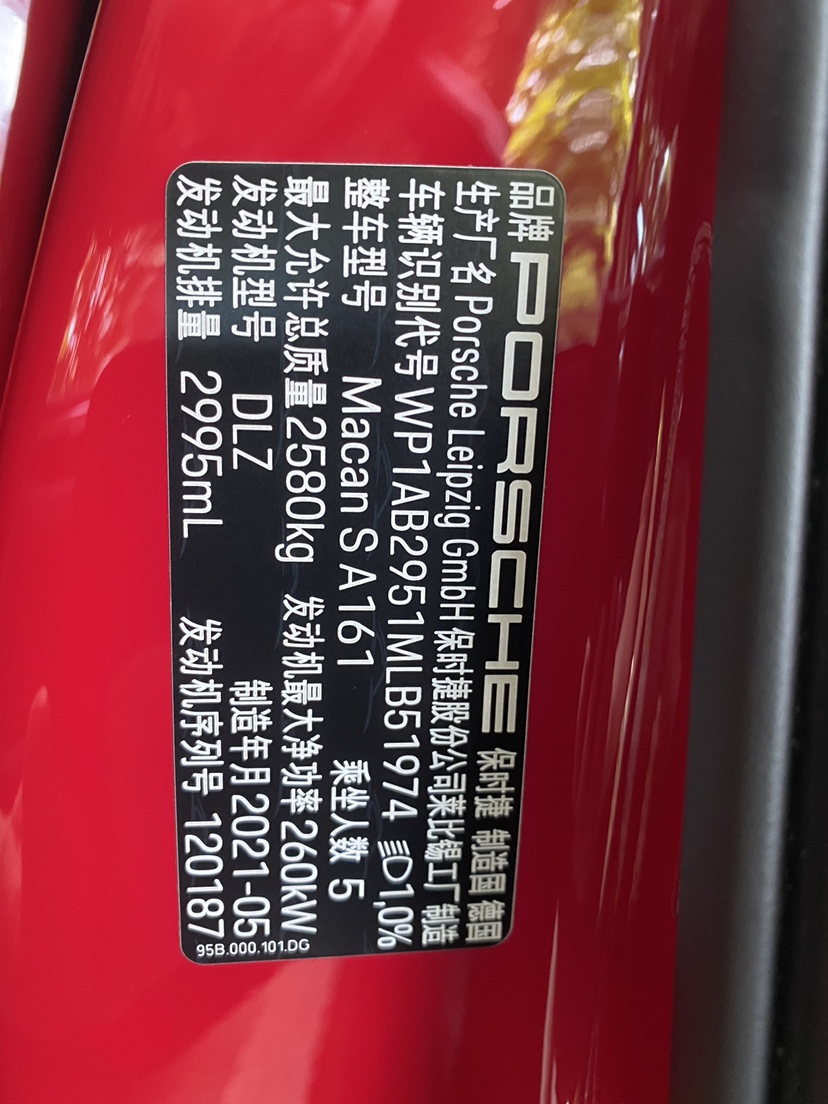 品牌 PORSCHE 保时捷 制造国 德国
生产厂名 Porsche Leipzig GmbH 保时捷股份公司莱比锡工厂制造
车辆识别代号 WP1AB2951MLB51974 1,0%
整车型号 Macan S A161 乘坐人数 5
最大允许总质量 2580kg 发动机最大净功率 260kW
发动机型号 DLZ 制造年月 2021-05
发动机排量 2995mL 发动机序列号 120187
95B.000.101.DG